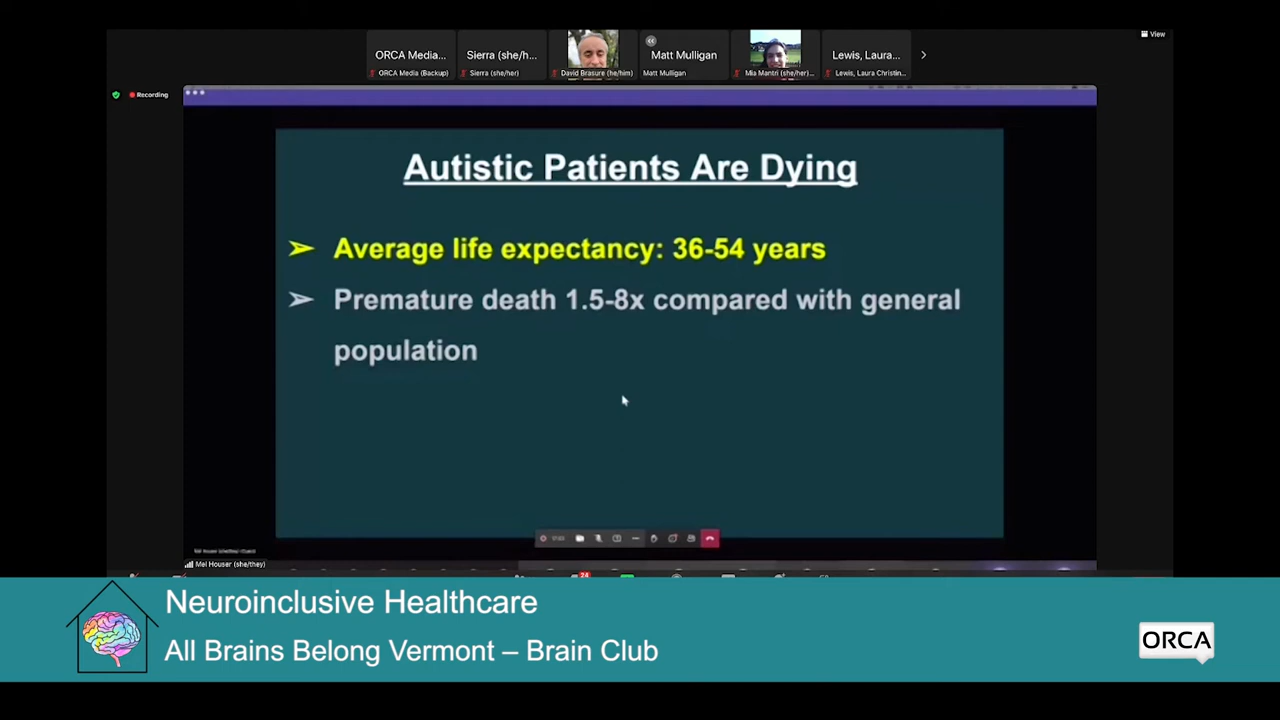 View
ORCA Media...
Sierra (she/h...
Matt Mulligan
Lewis, Laura...
ORCA Media (Backup)
Sierra (she/her)
David Brasure (he/him)
Matt Mulligan
Mia Mantri (she/her)...
Lewis, Laura Christin...
Recording
Autistic Patients Are Dying
➢ Average life expectancy: 36-54 years
➢ Premature death 1.5-8x compared with general
population
Mel Houser (she/they)
24
Neuroinclusive Healthcare
All Brains Belong Vermont – Brain Club
ORCA